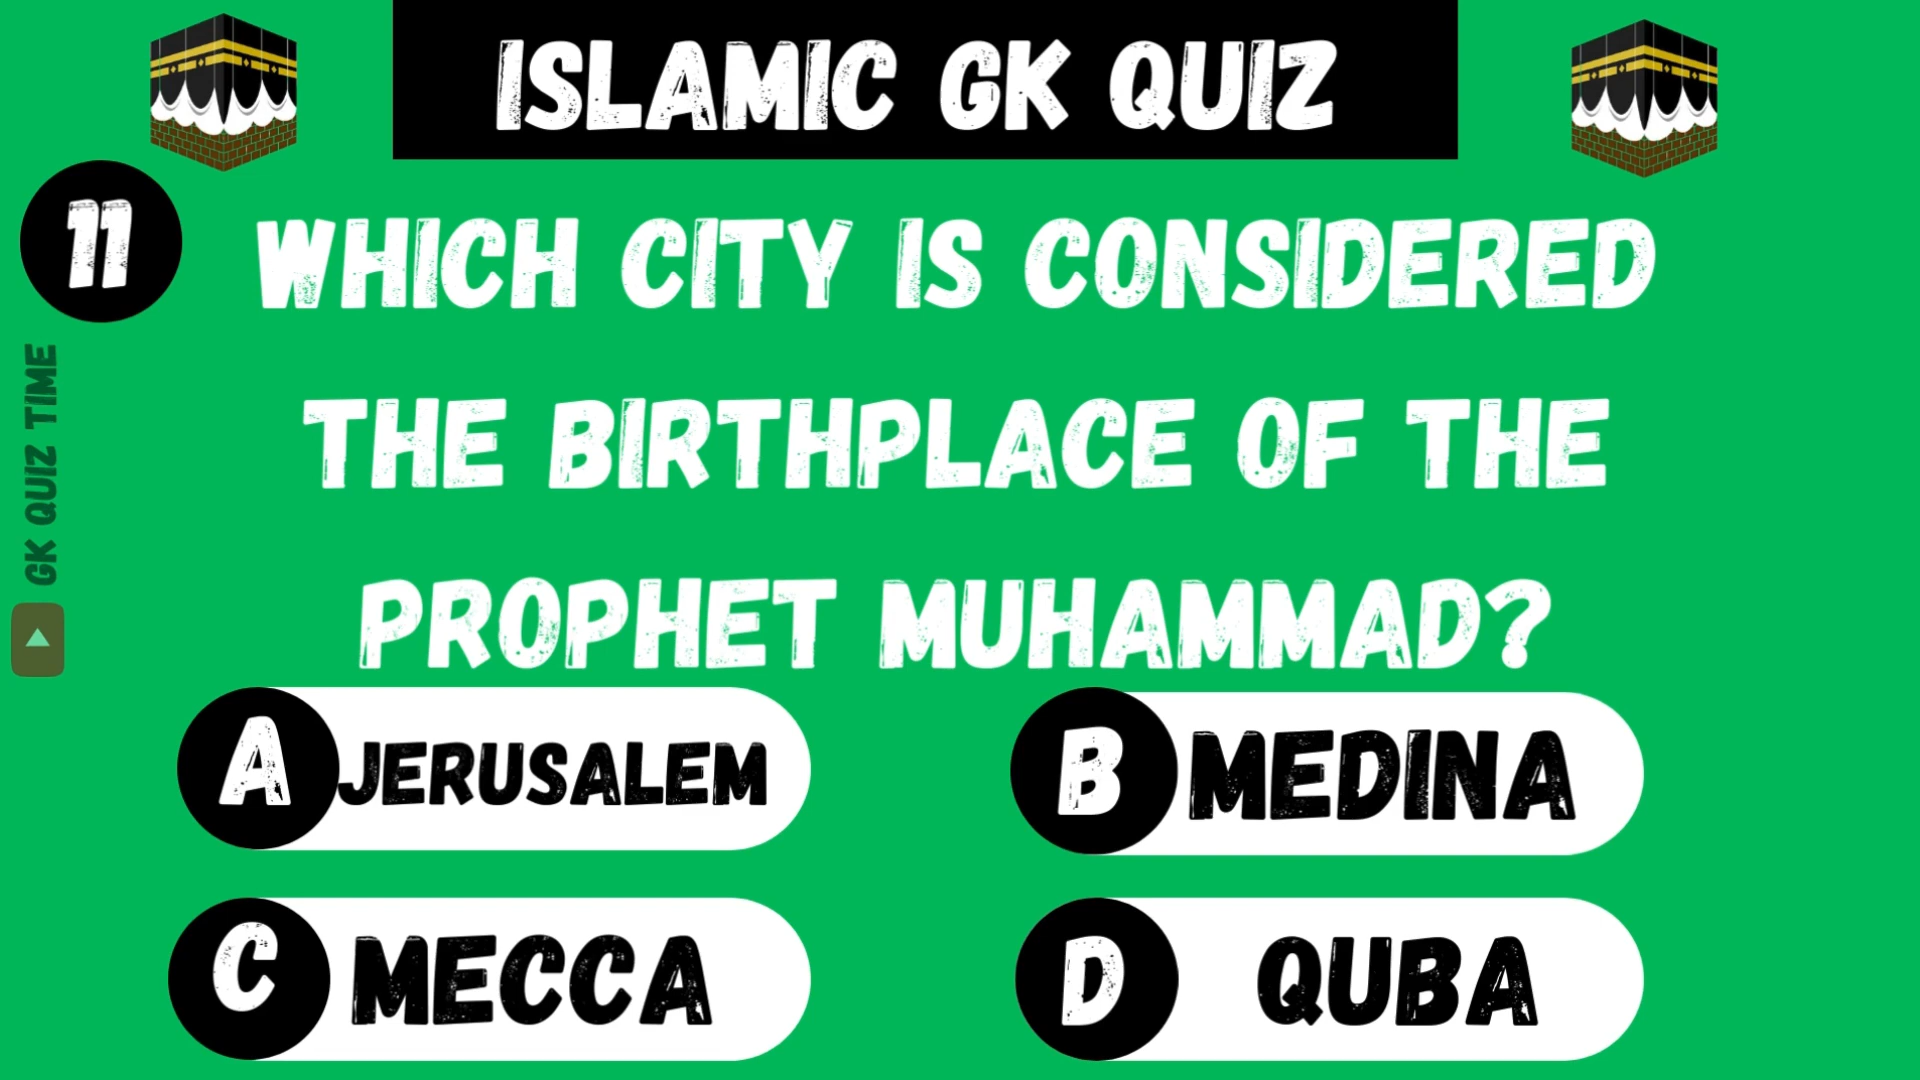 ISLAMIC GK QUIZ
11
WHICH CITY IS CONSIDERED
THE BIRTHPLACE OF THE
PROPHET MUHAMMAD?
GK QUIZ TIME
A JERUSALEM
B MEDINA
C MECCA
D QUBA